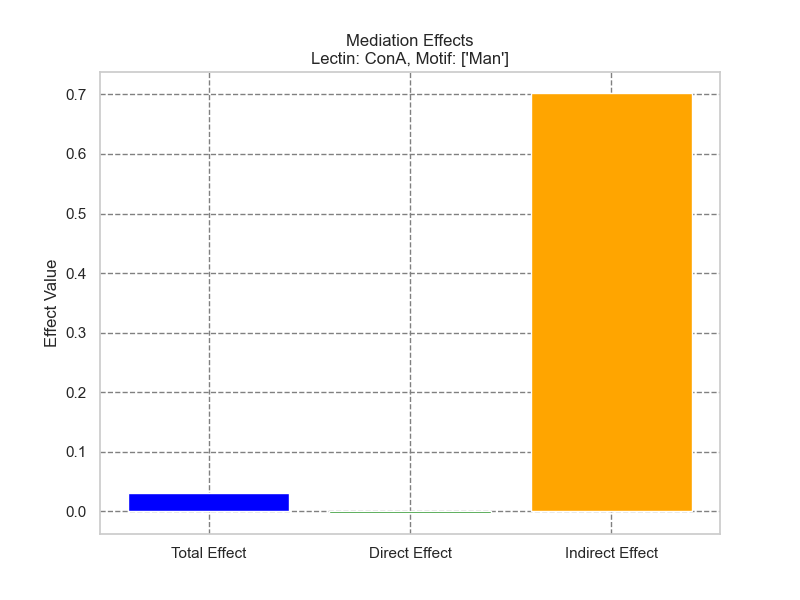 Mediation Effects
Lectin: ConA, Motif: ['Man']
Effect Value
0.7
0.6
0.5
0.4
0.3
0.2
0.1
0.0
Total Effect
Direct Effect
Indirect Effect